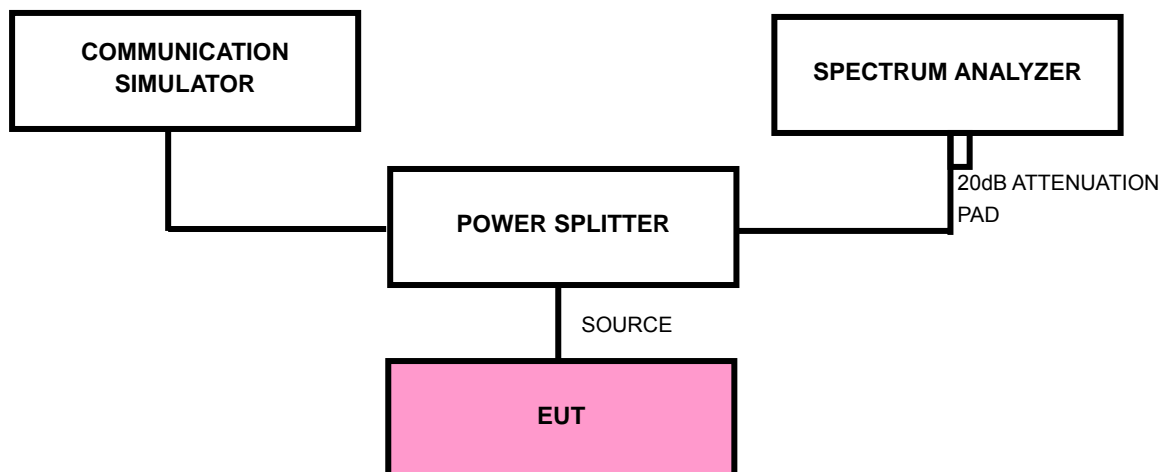 COMMUNICATION
SIMULATOR
SPECTRUM ANALYZER
20dB ATTENUATION
PAD
POWER SPLITTER
SOURCE
EUT